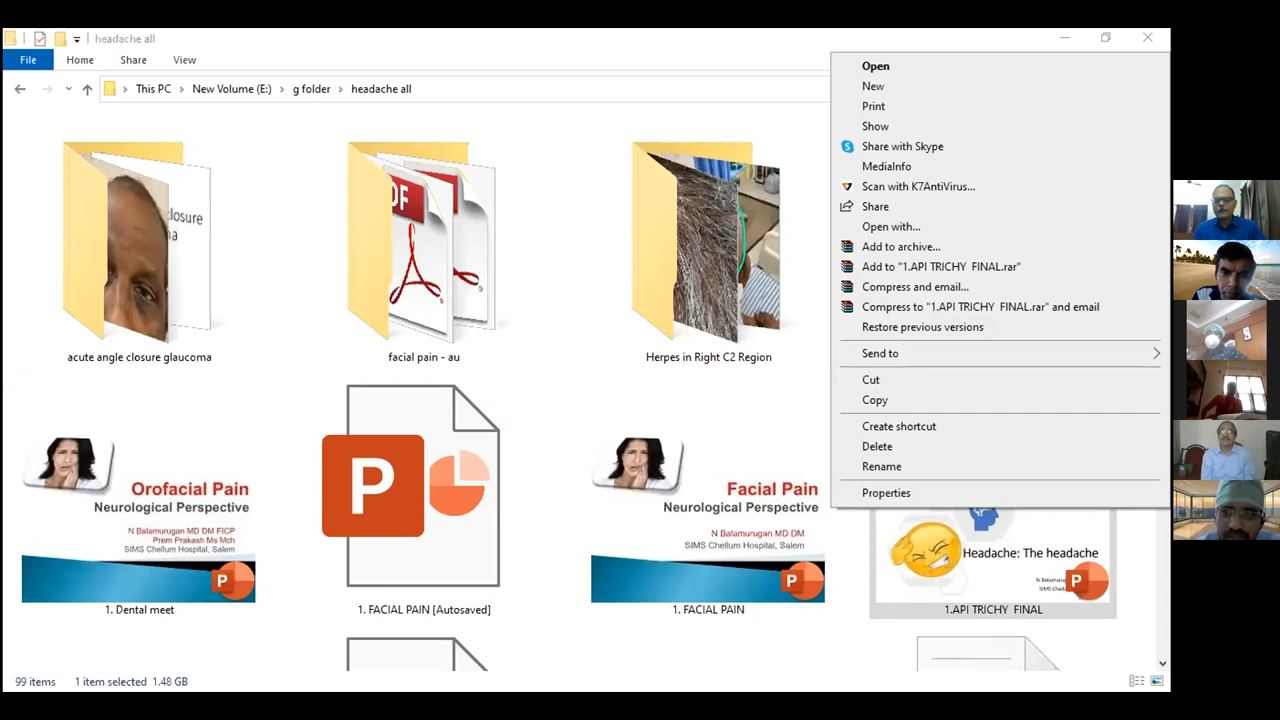 headache all
File
Home
Share
View
This PC
New Volume (E:)
g folder
headache all
acute angle closure glaucoma
facial pain - au
Herpes in Right C2 Region
Orofacial Pain
Neurological Perspective
N Balamurugan MD DM FICP
Prem Prakash Ms Mch
SIMS Chellum Hospital, Salem
P
1. Dental meet
P
1. FACIAL PAIN [Autosaved]
Facial Pain
Neurological Perspective
N Balamurugan MD DM
SIMS Chellum Hospital, Salem
P
1. FACIAL PAIN
Headache: The headache
P
1.API TRICHY FINAL
Open
New
Print
Show
Share with Skype
MediaInfo
Scan with K7AntiVirus...
Share
Open with...
Add to archive...
Add to "1.API TRICHY FINAL.rar"
Compress and email...
Compress to "1.API TRICHY FINAL.rar" and email
Restore previous versions
Send to
Cut
Copy
Create shortcut
Delete
Rename
Properties
99 items
1 item selected 1.48 GB